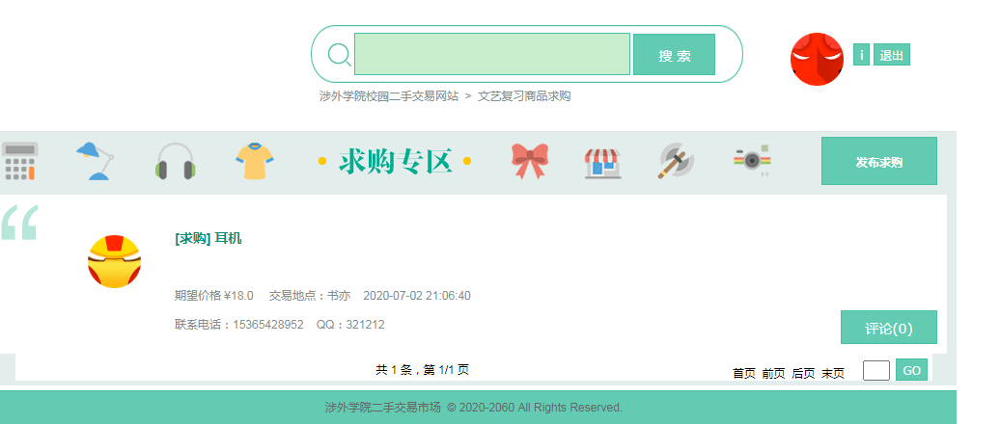 搜 索
i
退出
涉外学院校园二手交易网站 > 文艺复习商品求购
求购专区
发布求购
[求购] 耳机
期望价格 ¥18.0 交易地点：书亦 2020-07-02 21:06:40
联系电话：15365428952 QQ：321212
评论(0)
共 1 条，第 1/1 页
首页 前页 后页 末页 GO
涉外学院二手交易市场 © 2020-2060 All Rights Reserved.